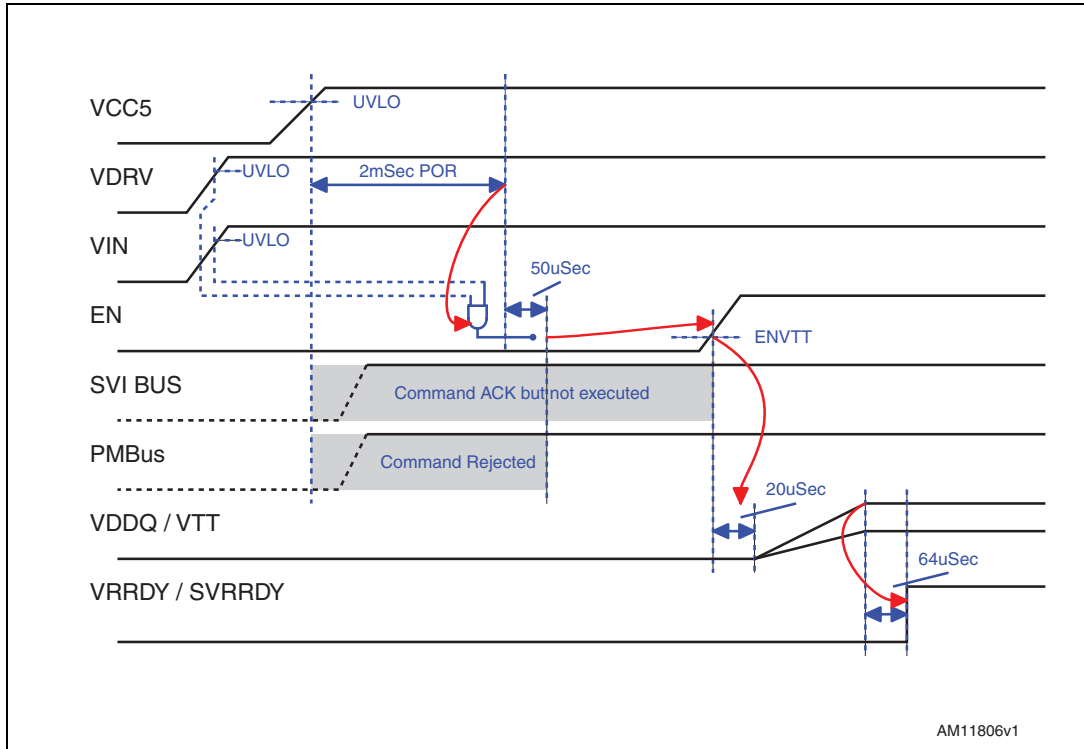 VCC5
UVLO
VDRV
UVLO
2mSec POR
VIN
UVLO
50uSec
EN
ENVTT
SVI BUS
Command ACK but not executed
PMBus
Command Rejected
20uSec
VDDQ / VTT
64uSec
VRRDY / SVRRDY
AM11806v1